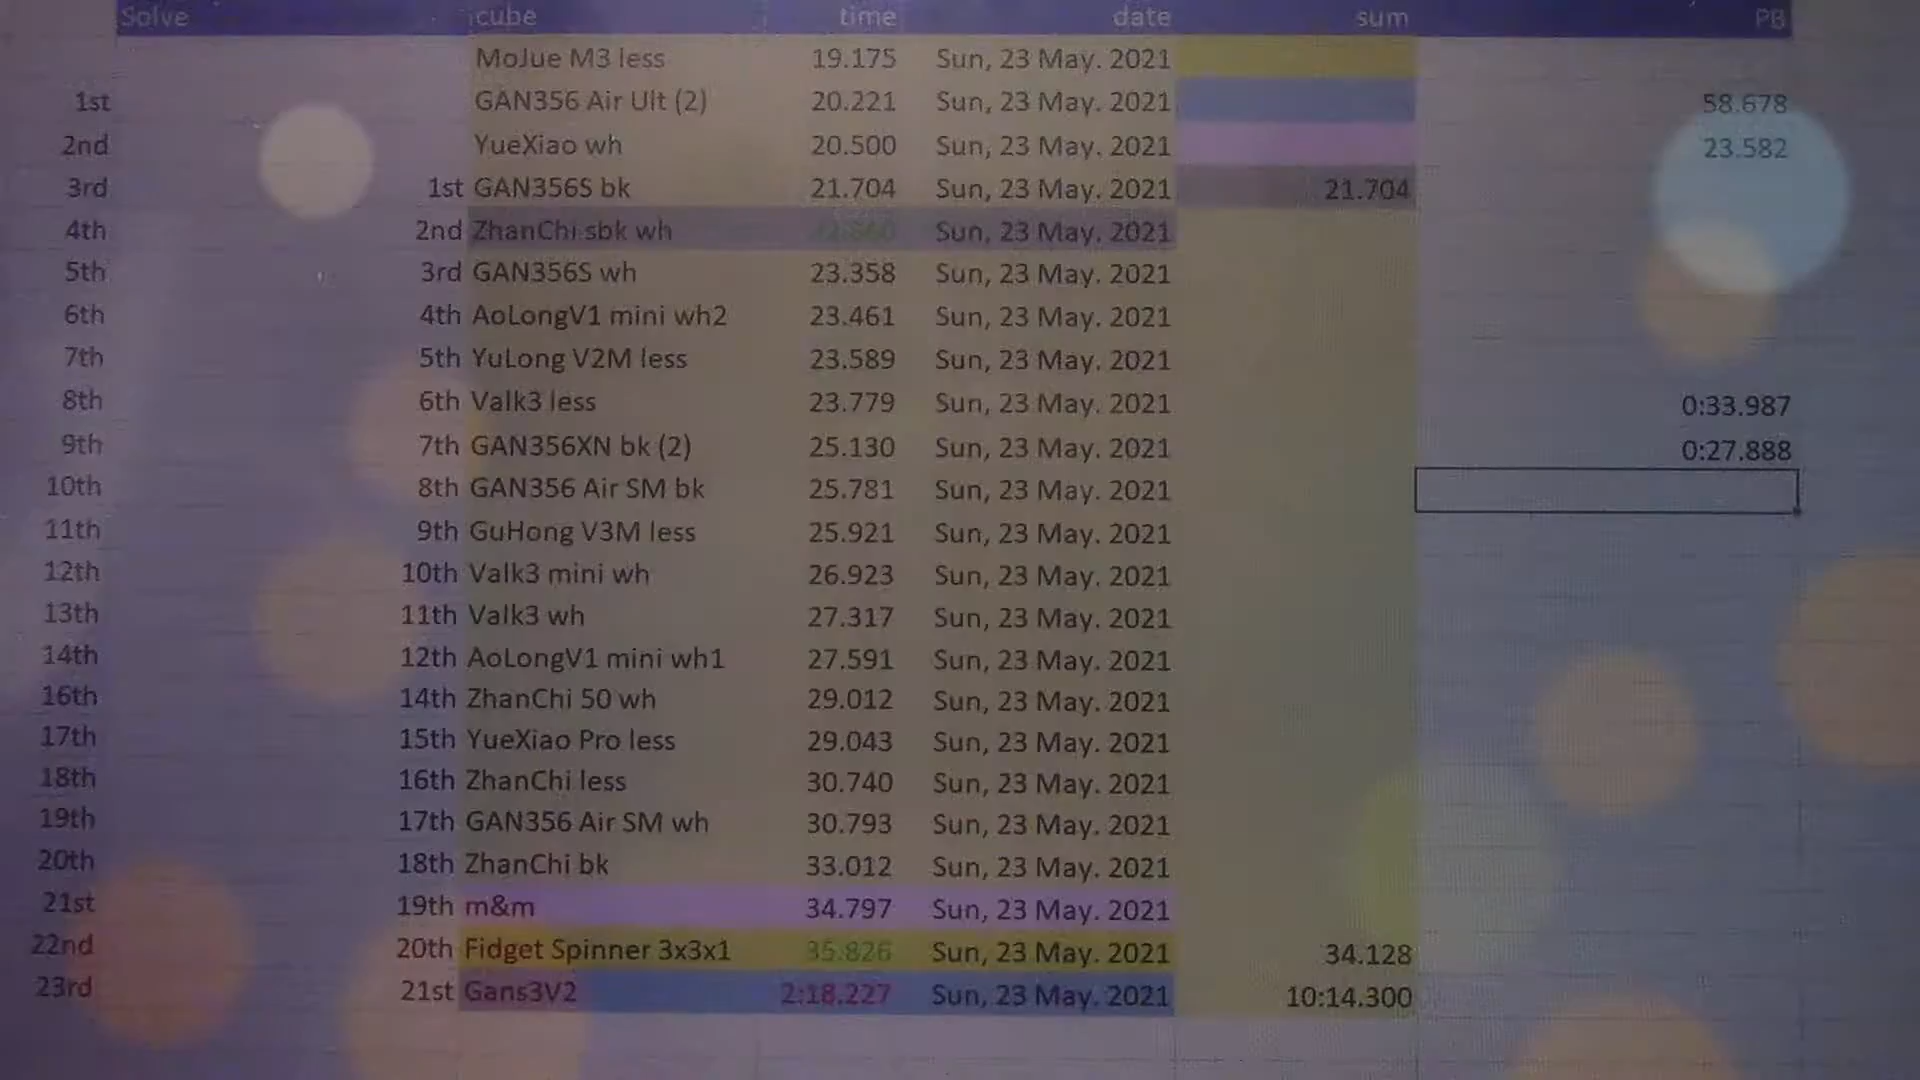 Solve cube time date sum PB
MoJue M3 less 19.175 Sun, 23 May. 2021
1st GAN356 Air Ult (2) 20.221 Sun, 23 May. 2021 58.678
2nd YueXiao wh 20.500 Sun, 23 May. 2021 23.582
3rd 1st GAN356S bk 21.704 Sun, 23 May. 2021 21.704
4th 2nd ZhanChi sbk wh Sun, 23 May. 2021
5th 3rd GAN356S wh 23.358 Sun, 23 May. 2021
6th 4th AoLongV1 mini wh2 23.461 Sun, 23 May. 2021
7th 5th YuLong V2M less 23.589 Sun, 23 May. 2021
8th 6th Valk3 less 23.779 Sun, 23 May. 2021 0:33.987
9th 7th GAN356XN bk (2) 25.130 Sun, 23 May. 2021 0:27.888
10th 8th GAN356 Air SM bk 25.781 Sun, 23 May. 2021
11th 9th GuHong V3M less 25.921 Sun, 23 May. 2021
12th 10th Valk3 mini wh 26.923 Sun, 23 May. 2021
13th 11th Valk3 wh 27.317 Sun, 23 May. 2021
14th 12th AoLongV1 mini wh1 27.591 Sun, 23 May. 2021
16th 14th ZhanChi 50 wh 29.012 Sun, 23 May. 2021
17th 15th YueXiao Pro less 29.043 Sun, 23 May. 2021
18th 16th ZhanChi less 30.740 Sun, 23 May. 2021
19th 17th GAN356 Air SM wh 30.793 Sun, 23 May. 2021
20th 18th ZhanChi bk 33.012 Sun, 23 May. 2021
21st 19th m&m 34.797 Sun, 23 May. 2021
22nd 20th Fidget Spinner 3x3x1 35.826 Sun, 23 May. 2021 34.128
23rd 21st Gans3V2 2:18.227 Sun, 23 May. 2021 10:14.300